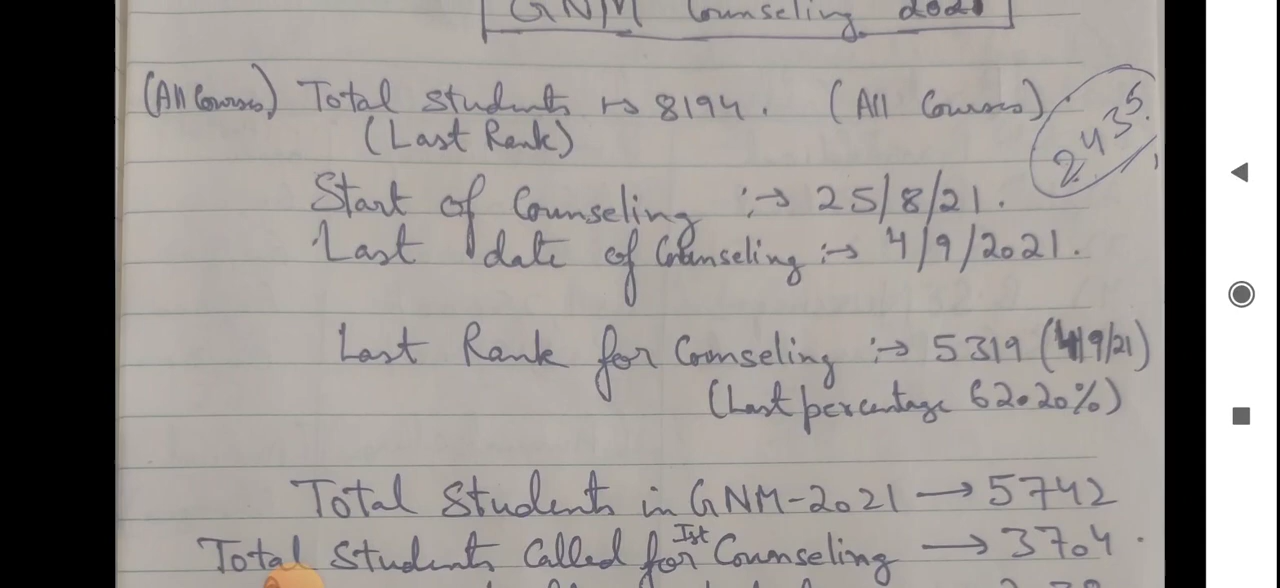 GNM Counseling 2021
(All Courses) Total students → 8194. (All Courses)
2435
(Last Rank)
Start of Counseling :→ 25/8/21.
Last date of Counseling :→ 4/9/2021.
Last Rank for Counseling :→ 5319 (4/9/21)
(Last percentage 62.20%)
Total Students in GNM-2021 → 5742
Total Students Called for Ist Counseling → 3704.